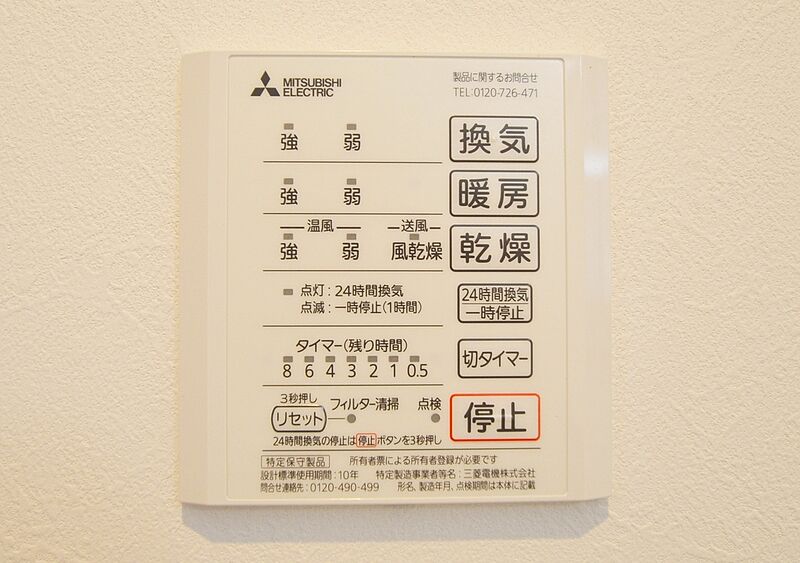 MITSUBISHI
ELECTRIC
製品に関するお問合せ
TEL:0120-726-471
強 弱 換気
強 弱 暖房
温風 送風
強 弱 風乾燥 乾燥
点灯:24時間換気
点滅:一時停止(1時間)
24時間換気
一時停止
タイマー(残り時間)
8 6 4 3 2 1 0.5
切タイマー
3秒押し
リセット フィルター清掃 点検
停止
24時間換気の停止は停止ボタンを3秒押し
特定保守製品 所有者票による所有者登録が必要です
設計標準使用期間:10年 特定製造事業者等名:三菱電機株式会社
問合せ連絡先:0120-490-499 形名、製造年月、点検期間は本体に記載